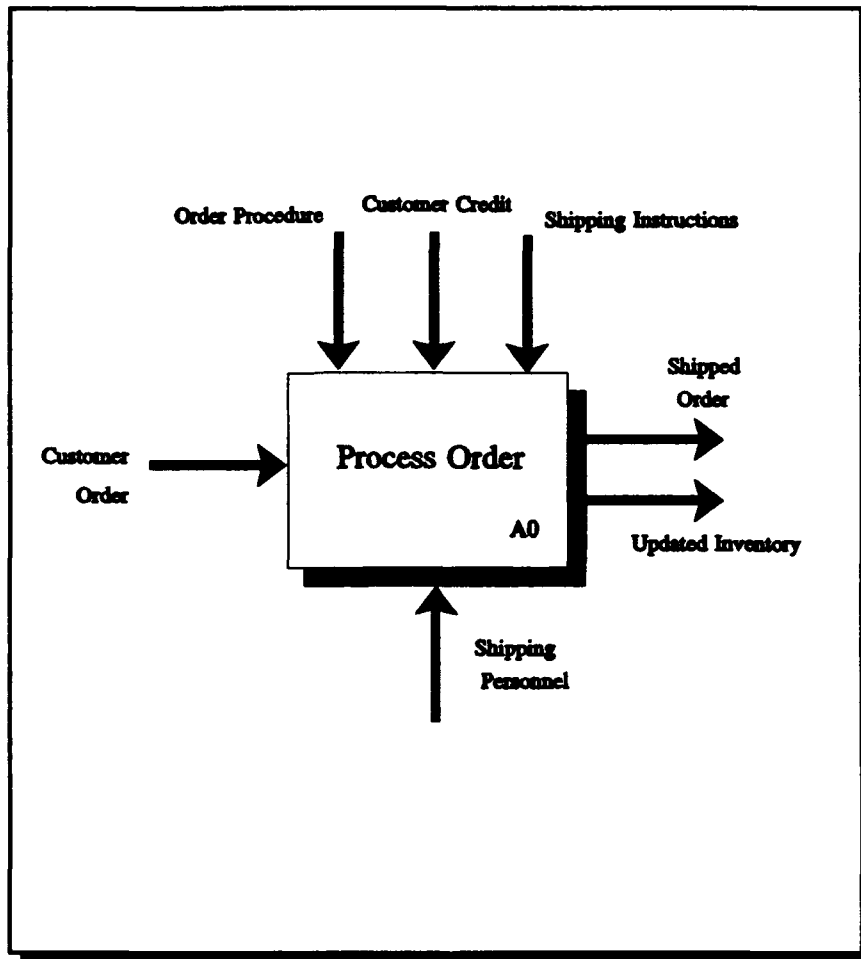 Order Procedure
Customer Credit
Shipping Instructions
Shipped
Order
Customer
Order
Process Order
A0
Updated Inventory
Shipping
Personnel